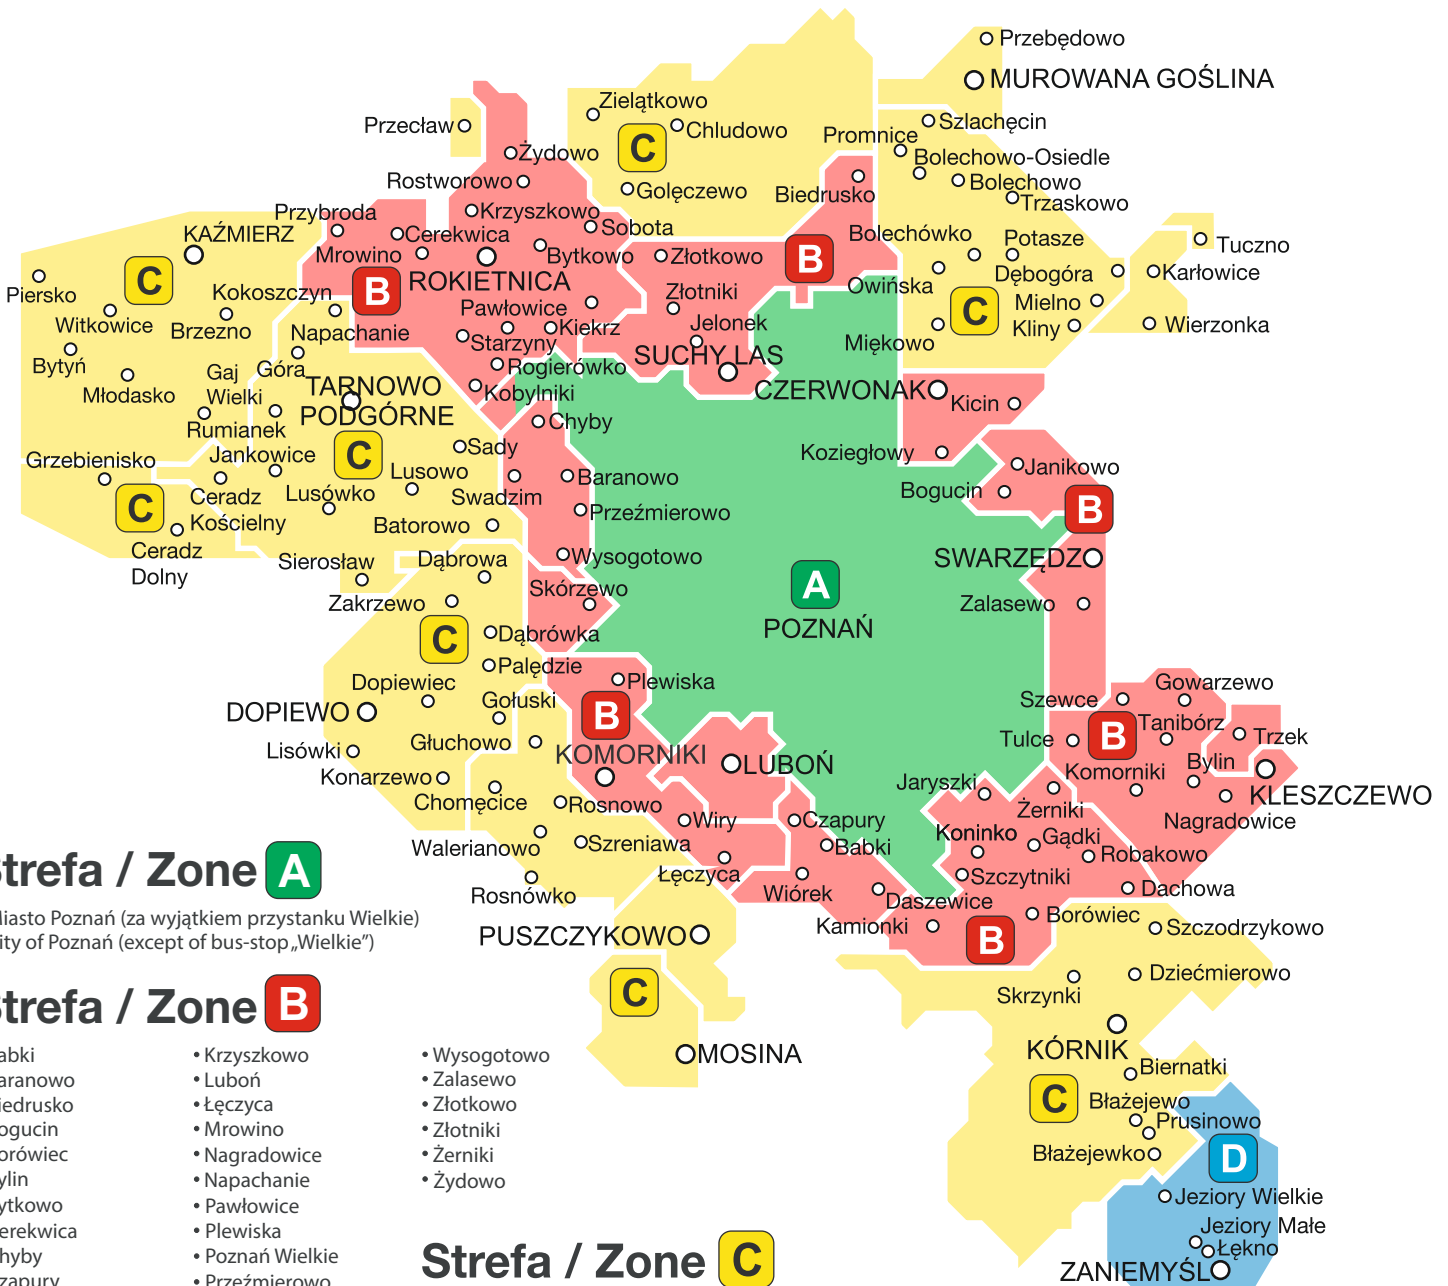 Przebędowo
MUROWANA GOŚLINA
Zielątkowo
Przecław
C
Chludowo
Promnice
Szlachęcin
Żydowo
Bolechowo-Osiedle
Rostworowo
Golęczewo
Biedrusko
Bolechowo
Trzaskowo
Przybroda
Krzyszkowo
Sobota
KAŹMIERZ
Cerekwica
Bolechówko
Potasze
Tuczno
Mrowino
Bytkowo
Złotkowo
B
Dębogóra
Karłowice
C
ROKIETNICA
Owińska
Piersko
Kokoszczyn
B
Złotniki
C
Mielno
Witkowice
Brzezno
Napachanie
Pawłowice
Kiekrz
Jelonek
Kliny
Wierzonka
Starzyny
Miękowo
Bytyń
Gaj
Wielki
Góra
Rogierówko
SUCHY LAS
Młodasko
TARNOWO
PODGÓRNE
Kobylniki
CZERWONAK
Kicin
Rumianek
Chyby
Grzebienisko
Jankowice
C
Sady
Koziegłowy
Lusowo
Baranowo
Janikowo
C
Ceradz
Kościelny
Lusówko
Swadzim
Bogucin
B
Batorowo
Przeźmierowo
Ceradz
Dolny
Sierosław
Dąbrowa
Wysogotowo
SWARZĘDZ
Zakrzewo
Skórzewo
A
POZNAŃ
Zalasewo
C
Dąbrówka
Palędzie
Dopiewiec
Plewiska
Gowarzewo
DOPIEWO
Gołuski
B
Szewce
Tanibórz
Lisówki
Głuchowo
KOMORNIKI
Tulce
B
Trzek
Konarzewo
LUBOŃ
Jaryszki
Komorniki
Bylin
Chomęcice
Rosnowo
KLESZCZEWO
Wiry
Czapury
Żerniki
Nagradowice
Walerianowo
Szreniawa
Babki
Koninko
Gądki
Robakowo
Łęczyca
Szczytniki
Rosnówko
Wiórek
Daszewice
Dachowa
Kamionki
Borówiec
Szczodrzykowo
PUSZCZYKOWO
B
Dziećmierowo
C
Skrzynki
MOSINA
KÓRNIK
Biernatki
C
Błażejewo
Prusinowo
Błażejewko
D
Jeziory Wielkie
Jeziory Małe
Łękno
ZANIEMYŚL
trefa / Zone A
iasto Poznań (za wyjątkiem przystanku Wielkie)
ity of Poznań (except of bus-stop „Wielkie”)
trefa / Zone B
abki
aranowo
iedrusko
ogucin
orówiec
ylin
ytkowo
erekwica
hyby
zapury
• Krzyszkowo
• Luboń
• Łęczyca
• Mrowino
• Nagradowice
• Napachanie
• Pawłowice
• Plewiska
• Poznań Wielkie
• Przeźmierowo
• Wysogotowo
• Zalasewo
• Złotkowo
• Złotniki
• Żerniki
• Żydowo
Strefa / Zone C